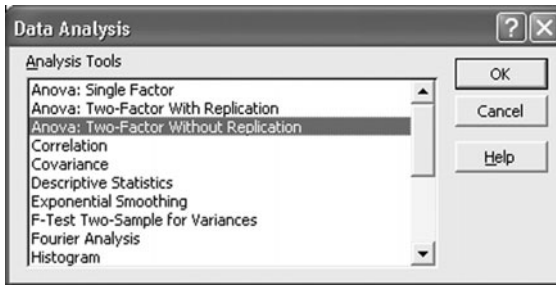 Data Analysis
Analysis Tools
Anova: Single Factor
Anova: Two-Factor With Replication
Anova: Two-Factor Without Replication
Correlation
Covariance
Descriptive Statistics
Exponential Smoothing
F-Test Two-Sample for Variances
Fourier Analysis
Histogram
OK
Cancel
Help